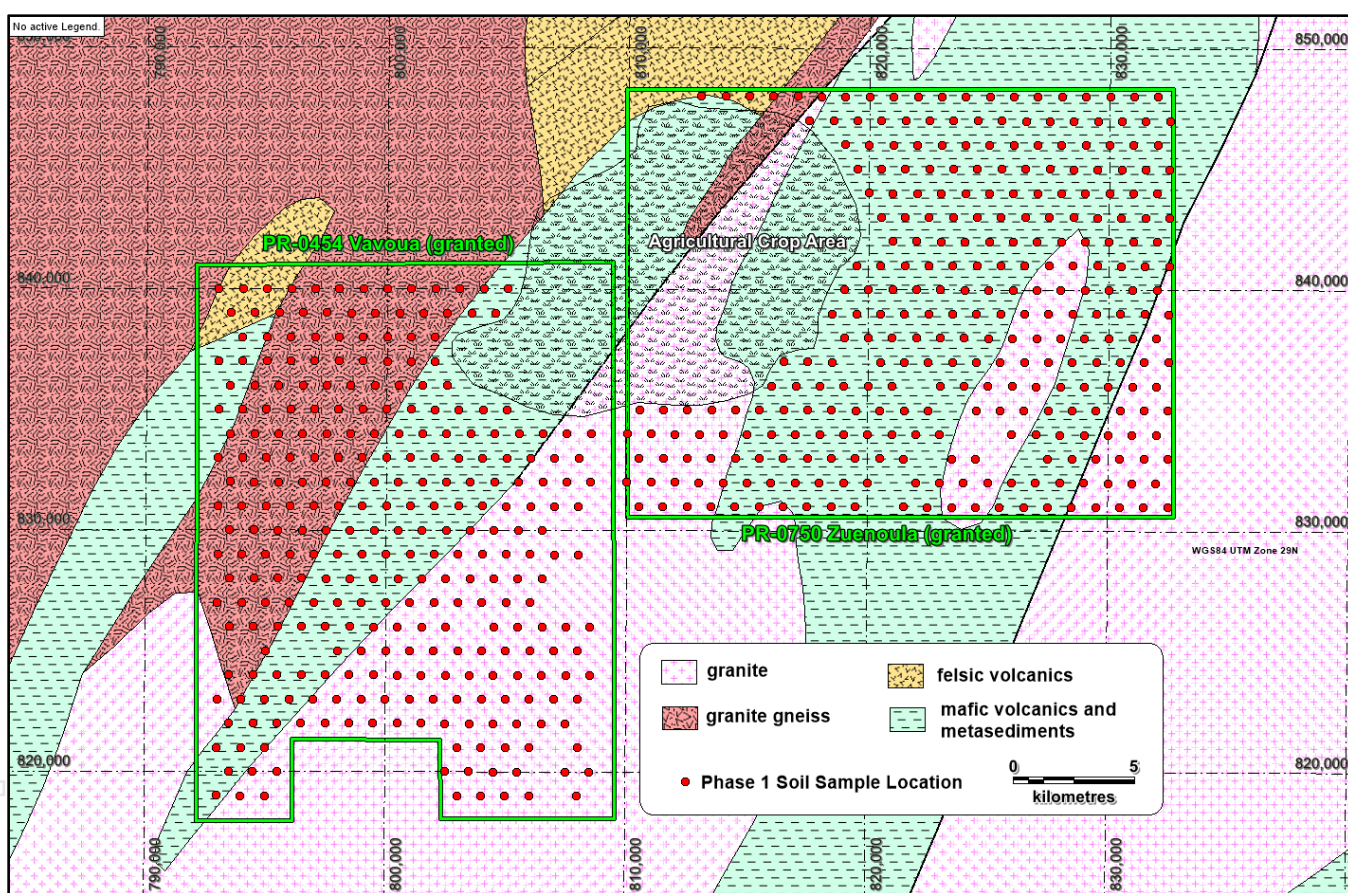 No active Legend.
850,000
790,000
800,000
810,000
820,000
830,000
850,000
PR-0454 Vavoua (granted)
Agricultural Crop Area
840,000
840,000
830,000
830,000
PR-0750 Zuenoula (granted)
WGS84 UTM Zone 29N
granite
felsic volcanics
granite gneiss
mafic volcanics and
metasediments
Phase 1 Soil Sample Location
0 5
kilometres
820,000
820,000
790,000
800,000
810,000
820,000
830,000